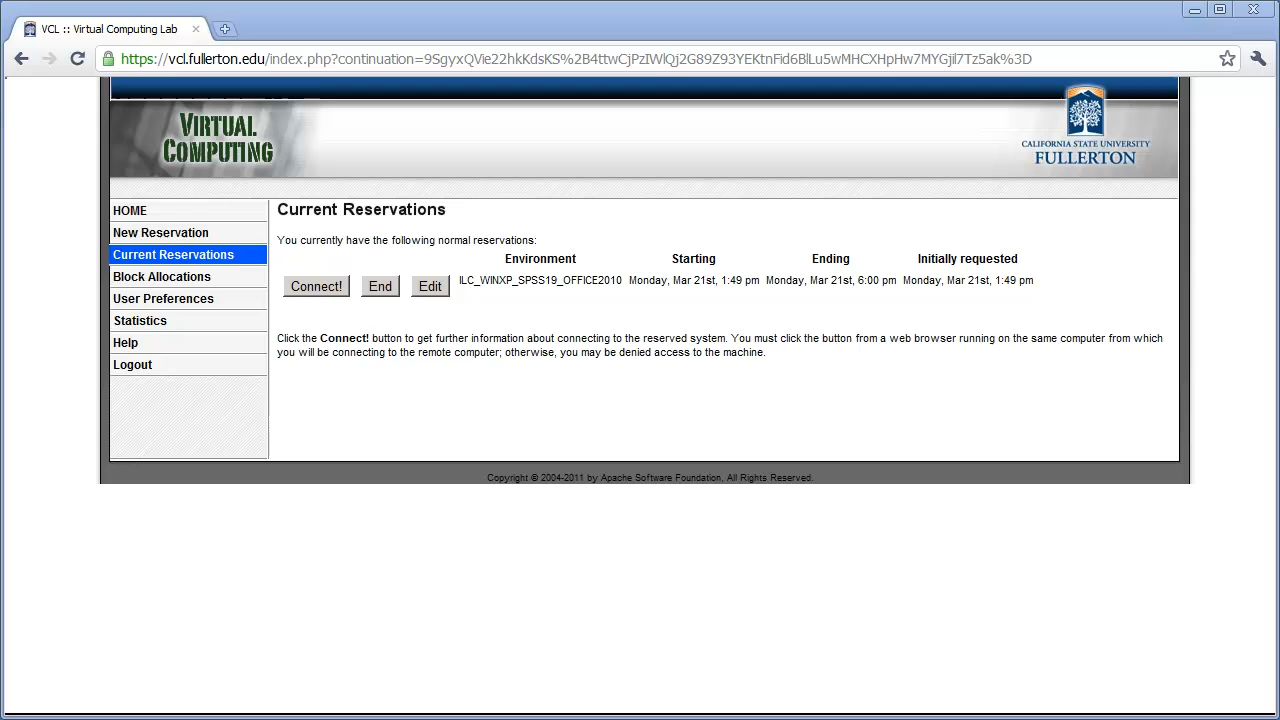 VCL :: Virtual Computing Lab
https://vcl.fullerton.edu/index.php?continuation=9SgyxQVie22hkKdsKS%2B4ttwCjPzIWlQj2G89Z93YEKtnFid6BlLu5wMHCXHpHw7MYGjil7Tz5ak%3D
VIRTUAL
COMPUTING
CALIFORNIA STATE UNIVERSITY
FULLERTON
HOME
New Reservation
Current Reservations
Block Allocations
User Preferences
Statistics
Help
Logout
Current Reservations
You currently have the following normal reservations:
Environment Starting Ending Initially requested
Connect! End Edit ILC_WINXP_SPSS19_OFFICE2010 Monday, Mar 21st, 1:49 pm Monday, Mar 21st, 6:00 pm Monday, Mar 21st, 1:49 pm
Click the Connect! button to get further information about connecting to the reserved system. You must click the button from a web browser running on the same computer from which
you will be connecting to the remote computer; otherwise, you may be denied access to the machine.
Copyright © 2004-2011 by Apache Software Foundation, All Rights Reserved.